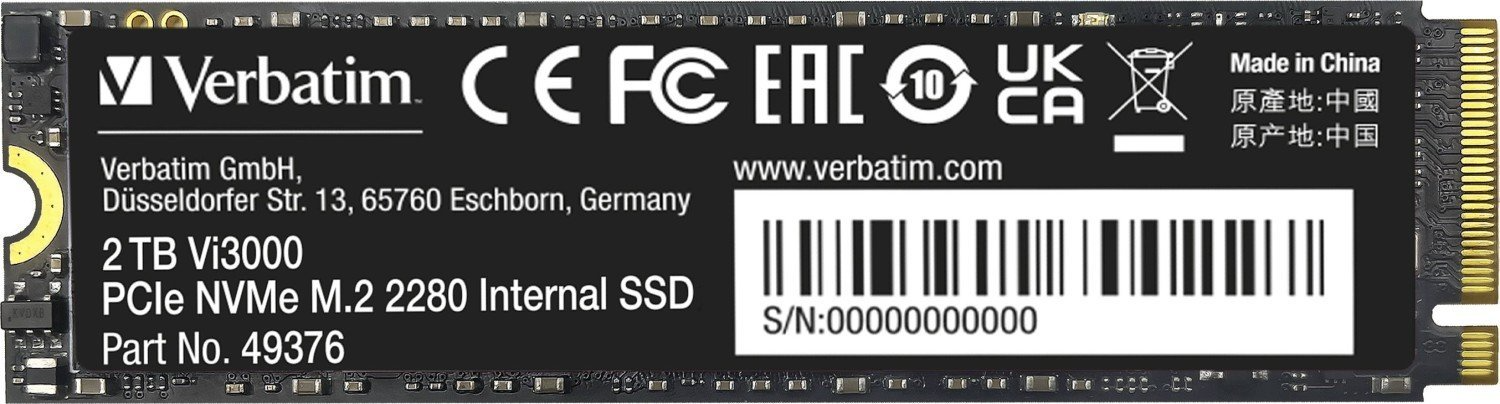 Verbatim
CE FC EAC 10 UK CA
Made in China
原產地:中國
原产地:中国
Verbatim GmbH,
Düsseldorfer Str. 13, 65760 Eschborn, Germany
2 TB Vi3000
PCIe NVMe M.2 2280 Internal SSD
Part No. 49376
www.verbatim.com
S/N:00000000000